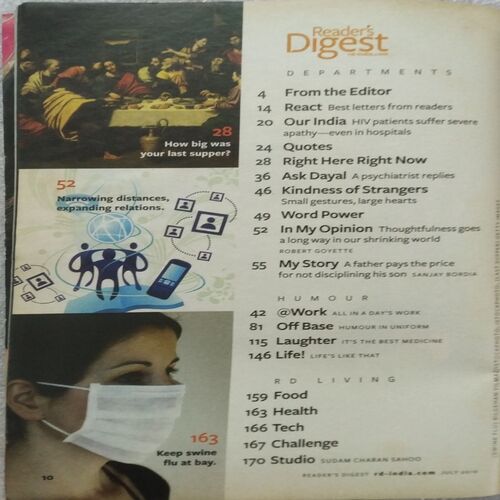 Reader's
Digest
DEPARTMENTS
4 From the Editor
14 React Best letters from readers
20 Our India HIV patients suffer severe
apathy—even in hospitals
24 Quotes
28 Right Here Right Now
36 Ask Dayal A psychiatrist replies
46 Kindness of Strangers
Small gestures, large hearts
49 Word Power
52 In My Opinion Thoughtfulness goes
a long way in our shrinking world
ROBERT GOYETTE
55 My Story A father pays the price
for not disciplining his son SANJAY BORDIA
HUMOUR
42 @Work ALL IN A DAY'S WORK
81 Off Base HUMOUR IN UNIFORM
115 Laughter IT'S THE BEST MEDICINE
146 Life! LIFE'S LIKE THAT
RD LIVING
159 Food
163 Health
166 Tech
167 Challenge
170 Studio SUDAM CHARAN SAHOO
READER'S DIGEST rd-india.com JULY 2010
28
How big was
your last supper?
52
Narrowing distances,
expanding relations.
163
Keep swine
flu at bay.
10